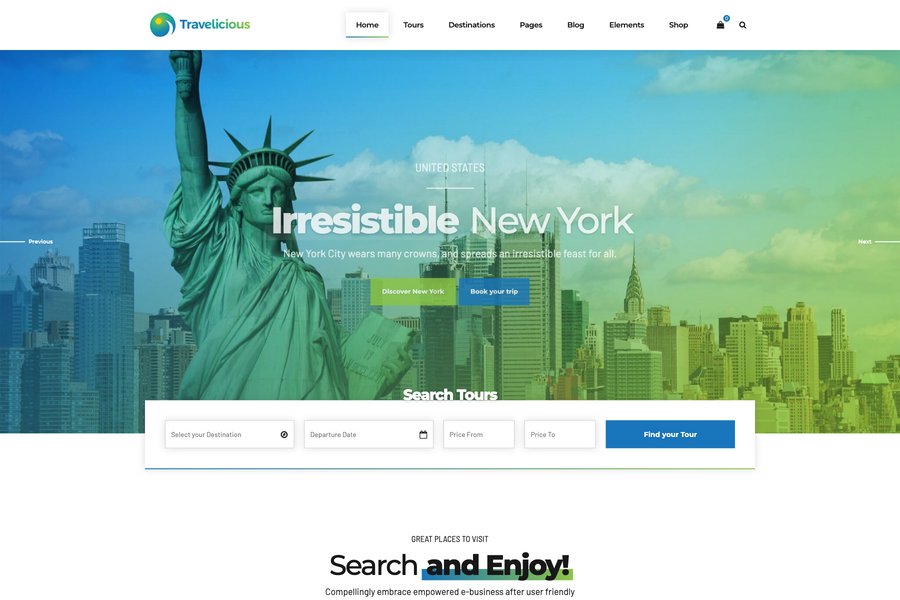 Travelicious
Home Tours Destinations Pages Blog Elements Shop 0
UNITED STATES
Irresistible New York
Previous
Next
New York City wears many crowns, and spreads an irresistible feast for all.
Discover New York Book your trip
Search Tours
Select your Destination Departure Date Price From Price To Find your Tour
GREAT PLACES TO VISIT
Search and Enjoy!
Compellingly embrace empowered e-business after user friendly